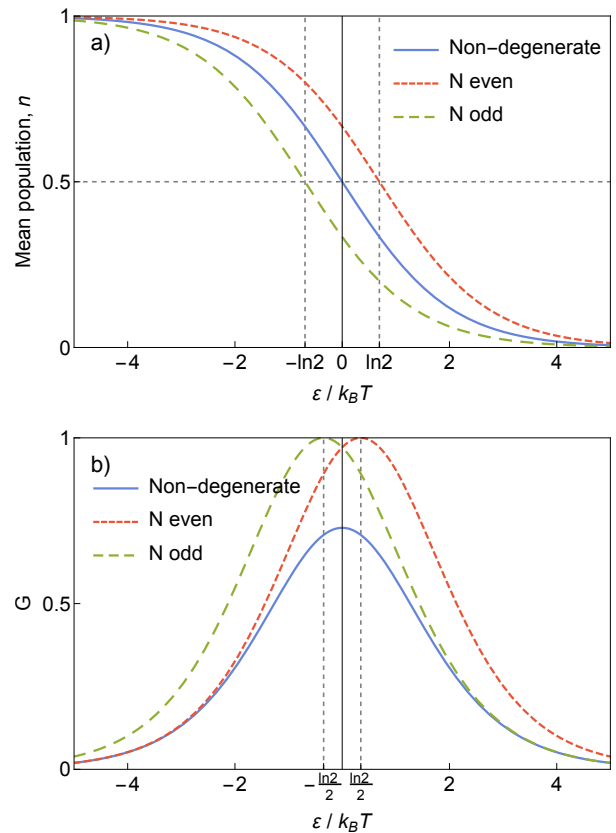 a)
Non−degenerate
N even
N odd
Mean population, n
1
0.5
0
−4
−2
−ln2
0
ln2
2
4
ε / k_BT
b)
Non−degenerate
N even
N odd
G
1
0.5
0
−4
−2
−ln2/2
ln2/2
2
4
ε / k_BT